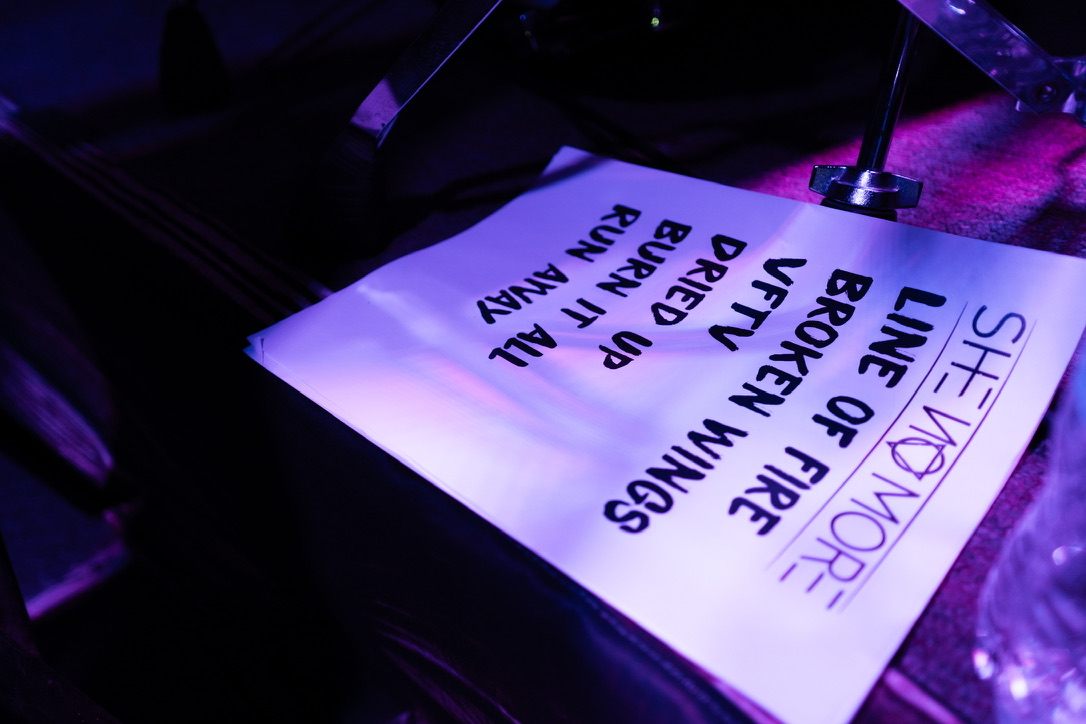 SHE NO MORE
LINE OF FIRE
BROKEN WINGS
VFTV
DRIED UP
BURN IT ALL
RUN AWAY